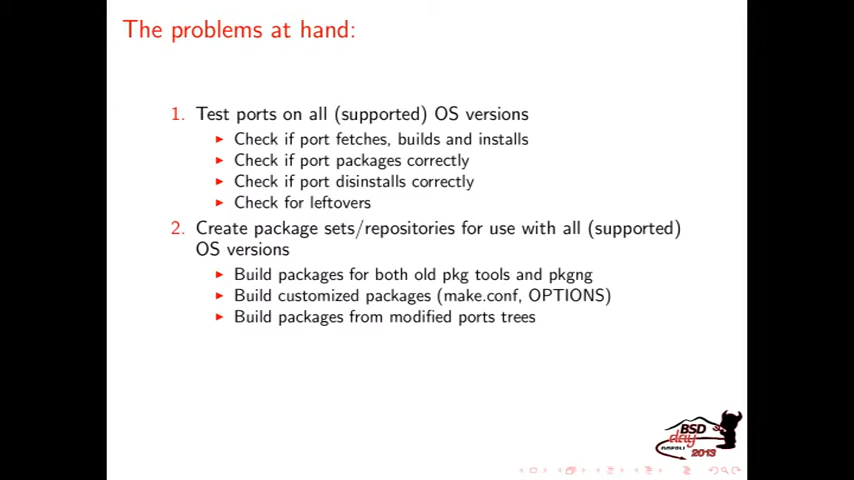 The problems at hand:
1. Test ports on all (supported) OS versions
Check if port fetches, builds and installs
Check if port packages correctly
Check if port disinstalls correctly
Check for leftovers
2. Create package sets/repositories for use with all (supported)
OS versions
Build packages for both old pkg tools and pkgng
Build customized packages (make.conf, OPTIONS)
Build packages from modified ports trees
BSD
day
NAPOLI
2013